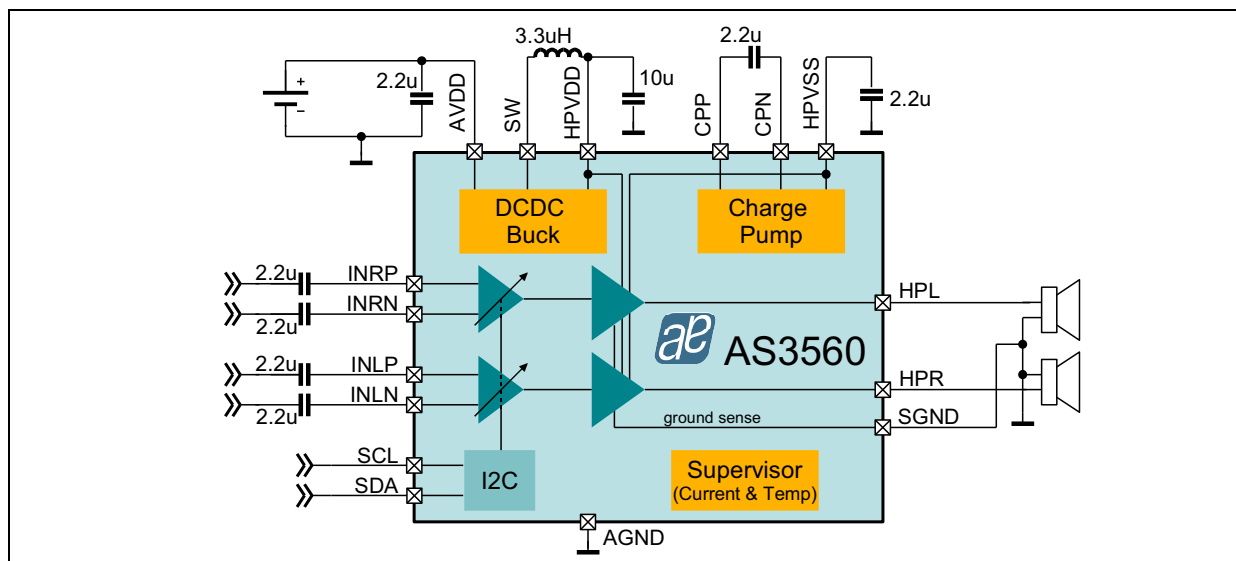 3.3uH
2.2u
2.2u
10u
2.2u
+
−
AVDD
SW
HPVDD
CPP
CPN
HPVSS
DCDC
Buck
Charge
Pump
2.2u
INRP
INRN
2.2u
HPL
ae
AS3560
2.2u
INLP
INLN
2.2u
HPR
ground sense
SGND
SCL
SDA
I2C
Supervisor
(Current & Temp)
AGND